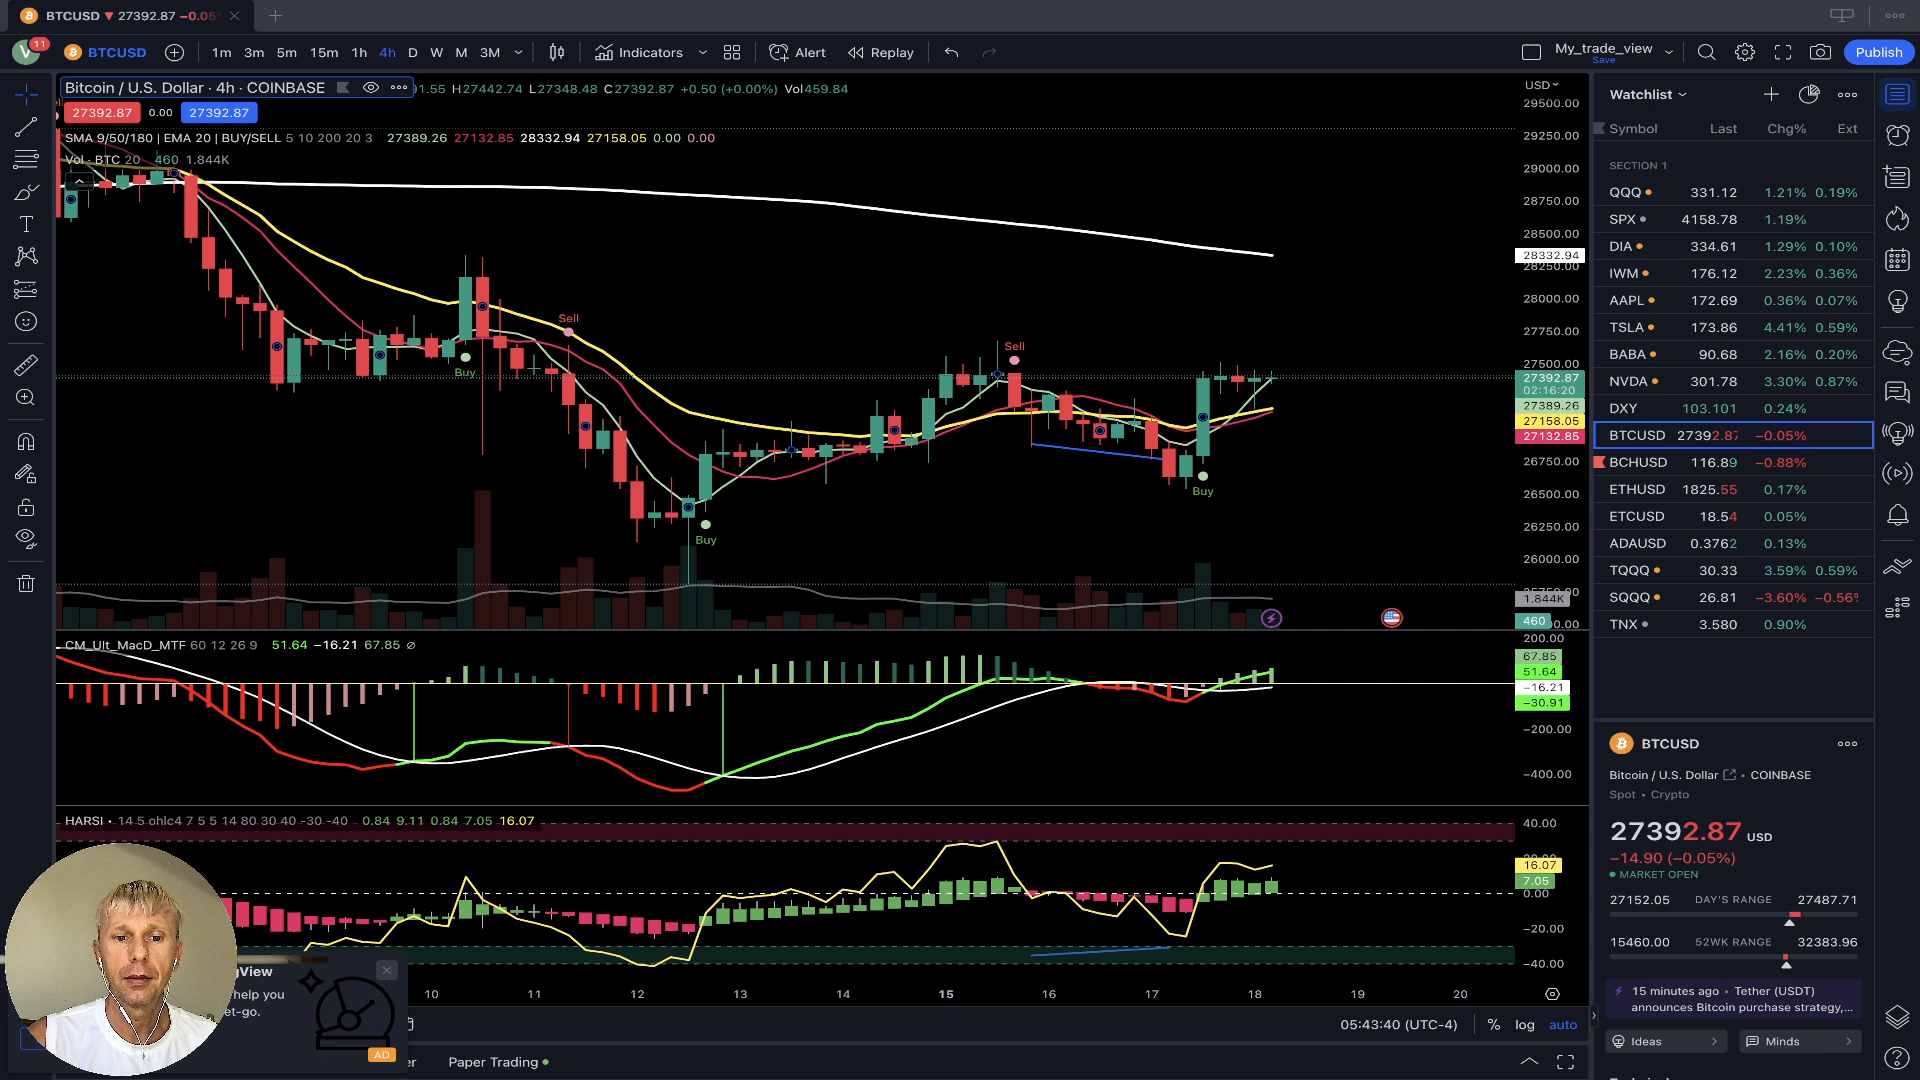 BTCUSD ▼ 27392.87 −0.05
V 11 BTCUSD 1m 3m 5m 15m 1h 4h D W M 3M Indicators Alert Replay My_trade_view Save Publish
Bitcoin / U.S. Dollar · 4h · COINBASE 91.55 H27442.74 L27348.48 C27392.87 +0.50 (+0.00%) Vol459.84
27392.87 0.00 27392.87
SMA 9/50/180 | EMA 20 | BUY/SELL 5 10 200 20 3 27389.26 27132.85 28332.94 27158.05 0.00 0.00
Vol · BTC 20 460 1.844K
USD
29500.00
29250.00
29000.00
28750.00
28500.00
28332.94
28250.00
28000.00
27750.00
27500.00
27392.87
02:16:20
27389.26
27158.05
27132.85
26750.00
26500.00
26250.00
26000.00
1.844K
460
Sell
Buy
Buy
Sell
Buy
CM_Ult_MacD_MTF 60 12 26 9 51.64 −16.21 67.85 ∅
200.00
67.85
51.64
−16.21
−30.91
−200.00
−400.00
HARSI • 14 5 ohlc4 7 5 5 14 80 30 40 -30 -40 0.84 9.11 0.84 7.05 16.07
40.00
16.07
7.05
0.00
−20.00
−40.00
10 11 12 13 14 15 16 17 18 19 20
gView
help you
et-go.
AD
05:43:40 (UTC-4) % log auto
er Paper Trading
Watchlist
Symbol Last Chg% Ext
SECTION 1
QQQ 331.12 1.21% 0.19%
SPX 4158.78 1.19%
DIA 334.61 1.29% 0.10%
IWM 176.12 2.23% 0.36%
AAPL 172.69 0.36% 0.07%
TSLA 173.86 4.41% 0.59%
BABA 90.68 2.16% 0.20%
NVDA 301.78 3.30% 0.87%
DXY 103.101 0.24%
BTCUSD 27392.87 −0.05%
BCHUSD 116.89 −0.88%
ETHUSD 1825.55 0.17%
ETCUSD 18.54 0.05%
ADAUSD 0.3762 0.13%
TQQQ 30.33 3.59% 0.59%
SQQQ 26.81 −3.60% −0.56%
TNX 3.580 0.90%
BTCUSD
Bitcoin / U.S. Dollar • COINBASE
Spot • Crypto
27392.87 USD
−14.90 (−0.05%)
MARKET OPEN
27152.05 DAY'S RANGE 27487.71
15460.00 52WK RANGE 32383.96
15 minutes ago • Tether (USDT)
announces Bitcoin purchase strategy,...
Ideas Minds